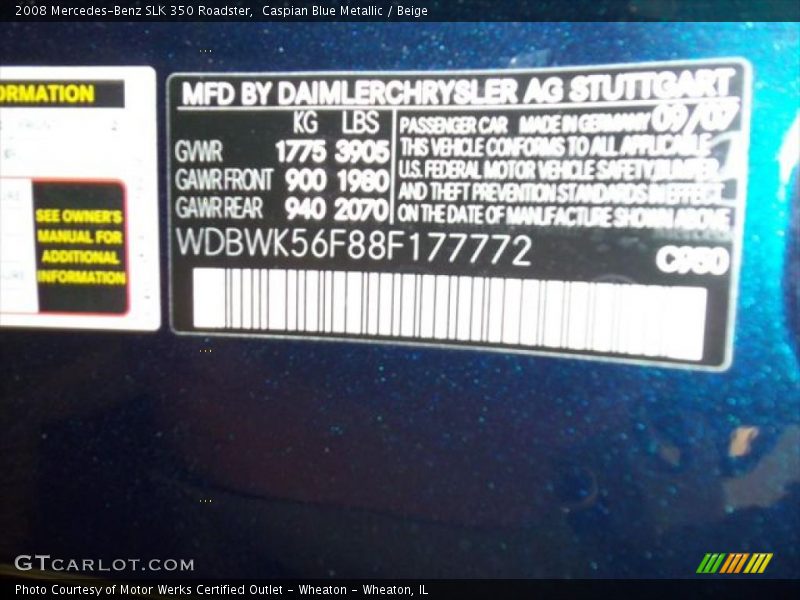 2008 Mercedes-Benz SLK 350 Roadster,  Caspian Blue Metallic / Beige
ORMATION
SEE OWNER'S
MANUAL FOR
ADDITIONAL
INFORMATION
MFD BY DAIMLERCHRYSLER AG STUTTGART
KG LBS
GVWR 1775 3905
GAWR FRONT 900 1980
GAWR REAR 940 2070
PASSENGER CAR MADE IN GERMANY 09/07
THIS VEHICLE CONFORMS TO ALL APPLICABLE
U.S. FEDERAL MOTOR VEHICLE SAFETY BUMPER
AND THEFT PREVENTION STANDARDS IN EFFECT
ON THE DATE OF MANUFACTURE SHOWN ABOVE
WDBWK56F88F177772
GTCARLOT.COM
Photo Courtesy of Motor Werks Certified Outlet - Wheaton - Wheaton, IL